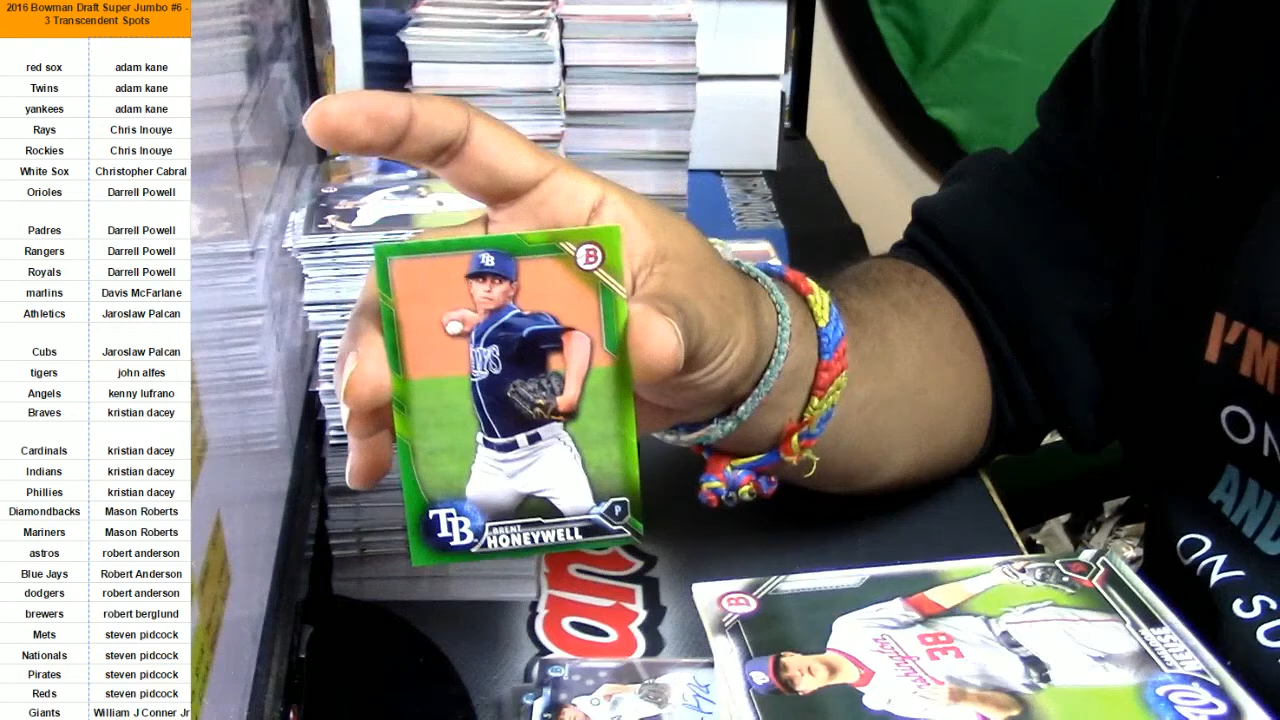 2016 Bowman Draft Super Jumbo #6 -
3 Transcendent Spots
red sox adam kane
Twins adam kane
yankees adam kane
Rays Chris Inouye
Rockies Chris Inouye
White Sox Christopher Cabral
Orioles Darrell Powell
Padres Darrell Powell
Rangers Darrell Powell
Royals Darrell Powell
marlins Davis McFarlane
Athletics Jaroslaw Palcan
Cubs Jaroslaw Palcan
tigers john alfes
Angels kenny lufrano
Braves kristian dacey
Cardinals kristian dacey
Indians kristian dacey
Phillies kristian dacey
Diamondbacks Mason Roberts
Mariners Mason Roberts
astros robert anderson
Blue Jays Robert Anderson
dodgers robert anderson
brewers robert berglund
Mets steven pidcock
Nationals steven pidcock
Pirates steven pidcock
Reds steven pidcock
Giants William J Conner Jr
B
TB
RAYS
P
TB
BRENT
HONEYWELL
B
Washington
38
I'M
ON
AND
ON SO